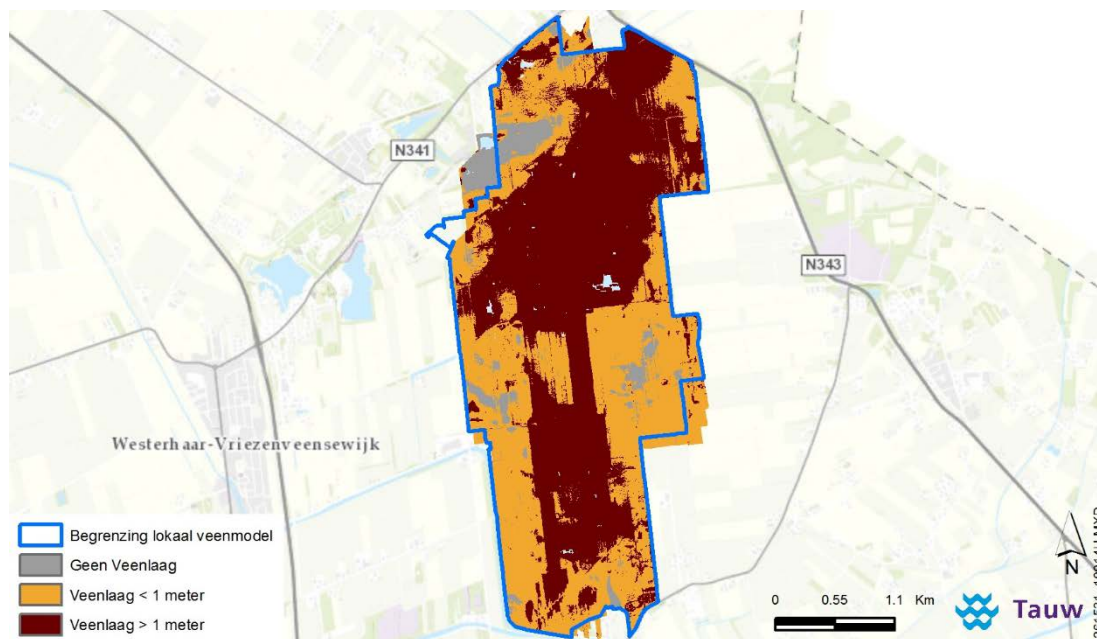 N341
N343
Westerhaar-Vriezenveensewijk
Begrenzing lokaal veenmodel
Geen Veenlaag
Veenlaag < 1 meter
Veenlaag > 1 meter
0 0.55 1.1 Km
N
Tauw